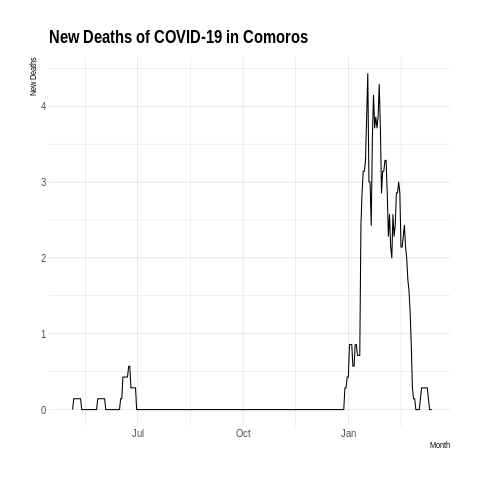 New Deaths of COVID-19 in Comoros
New Deaths
4
3
2
1
0
Jul
Oct
Jan
Month